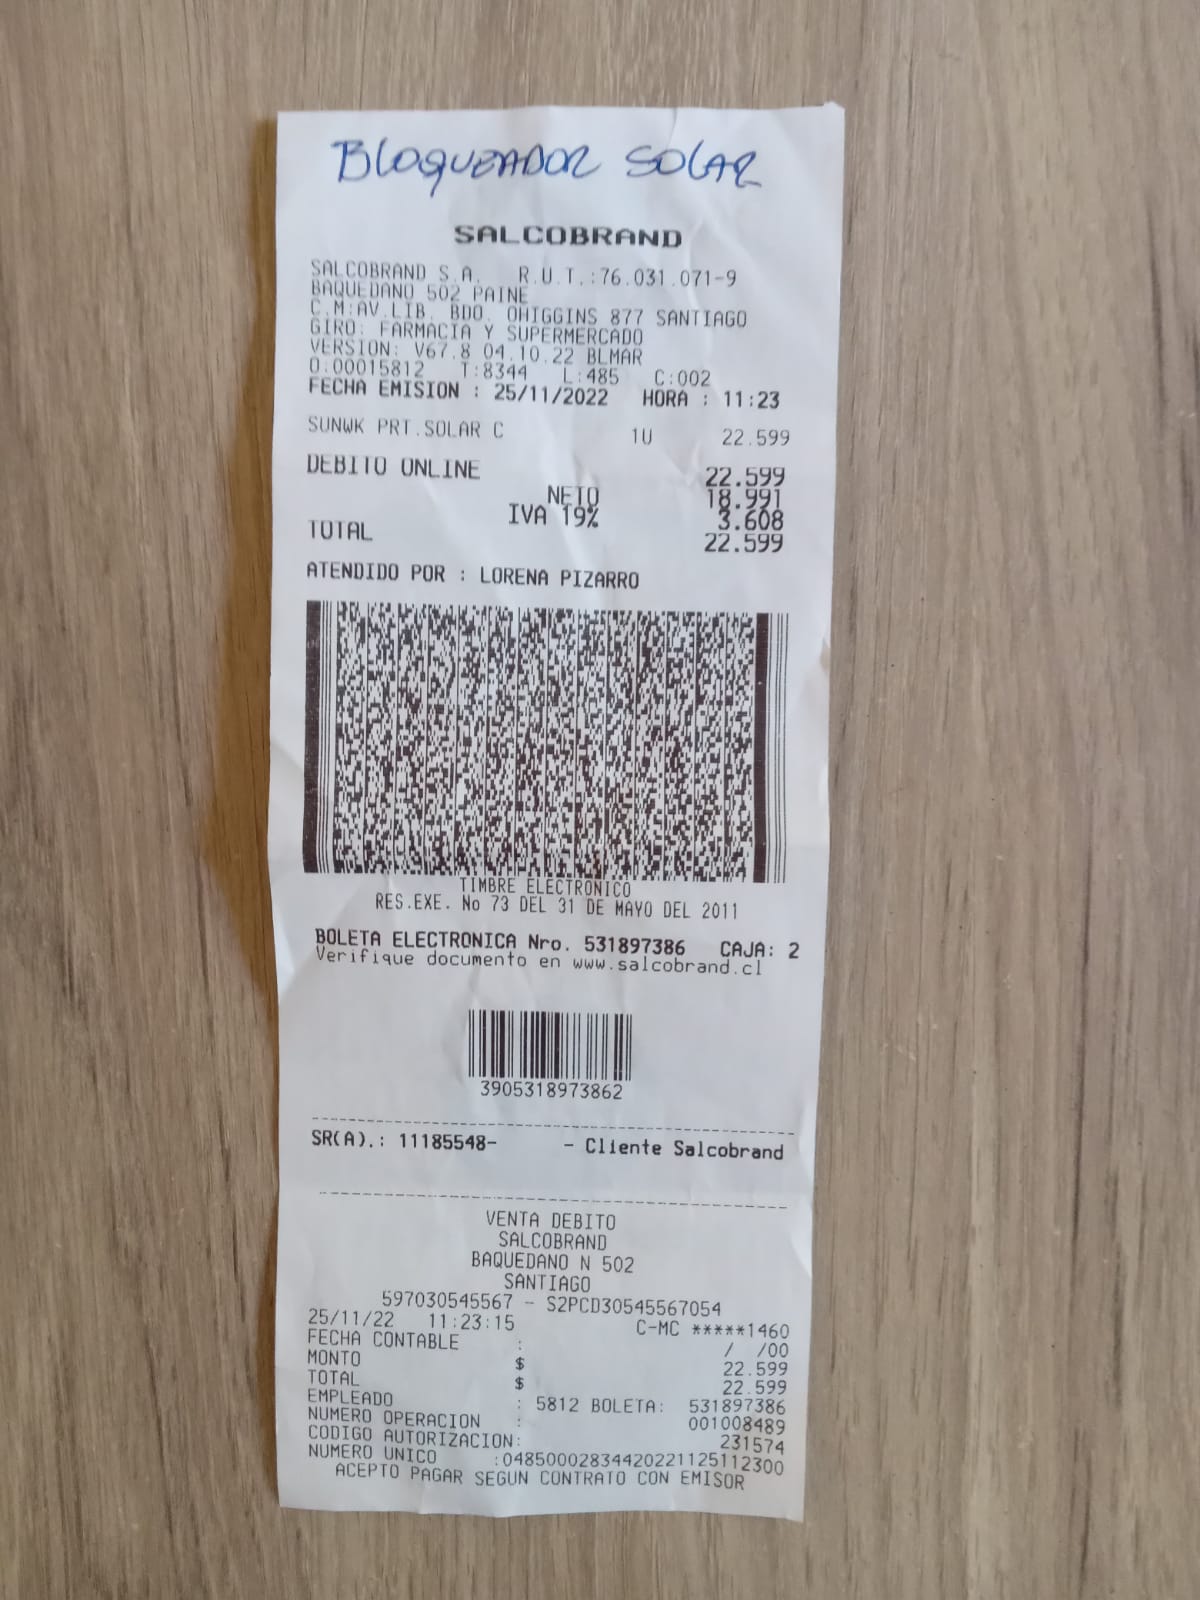 BLOQUEADOR SOLAR
SALCOBRAND
SALCOBRAND S.A. R.U.T.:76.031.071-9
BAQUEDANO 502 PAINE
C.M:AV.LIB. BDO. OHIGGINS 877 SANTIAGO
GIRO: FARMACIA Y SUPERMERCADO
VERSION: V67.8 04.10.22 BLMAR
O:00015812 T:8344 L:485 C:002
FECHA EMISION : 25/11/2022 HORA : 11:23
SUNWK PRT.SOLAR C 1U 22.599
DEBITO ONLINE 22.599
NETO 18.991
IVA 19% 3.608
TOTAL 22.599
ATENDIDO POR : LORENA PIZARRO
TIMBRE ELECTRONICO
RES.EXE. No 73 DEL 31 DE MAYO DEL 2011
BOLETA ELECTRONICA Nro. 531897386 CAJA: 2
Verifique documento en www.salcobrand.cl
3905318973862
SR(A).: 11185548- - Cliente Salcobrand
VENTA DEBITO
SALCOBRAND
BAQUEDANO N 502
SANTIAGO
597030545567 - S2PCD30545567054
25/11/22 11:23:15 C-MC *****1460
FECHA CONTABLE : / /00
MONTO $ 22.599
TOTAL $ 22.599
EMPLEADO : 5812 BOLETA: 531897386
NUMERO OPERACION : 001008489
CODIGO AUTORIZACION: 231574
NUMERO UNICO :04850002834420221125112300
ACEPTO PAGAR SEGUN CONTRATO CON EMISOR